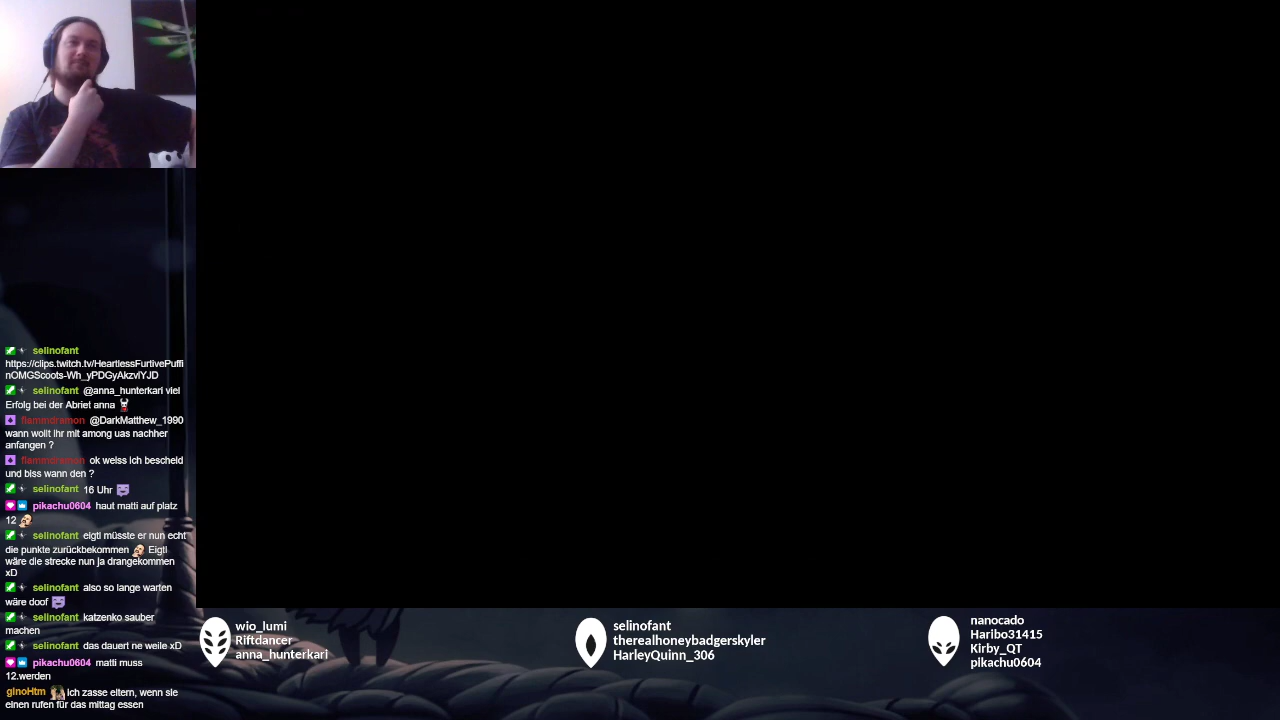 selinofant
https://clips.twitch.tv/HeartlessFurtivePuffi
nOMGScoots-Wh_yPDGyAkzvIYJD
selinofant @anna_hunterkari viel
Erfolg bei der Abriet anna
flammdramon @DarkMatthew_1990
wann wollt ihr mit among uas nachher
anfangen ?
flammdramon ok weiss ich bescheid
und biss wann den ?
selinofant 16 Uhr
pikachu0604 haut matti auf platz
12
selinofant eigtl müsste er nun echt
die punkte zurückbekommen Eigtl
wäre die strecke nun ja drangekommen
xD
selinofant also so lange warten
wäre doof
selinofant katzenko sauber
machen
selinofant das dauert ne weile xD
pikachu0604 matti muss
12.werden
ginoHtm ich zasse eltern, wenn sie
einen rufen für das mittag essen
wio_lumi
Riftdancer
anna_hunterkari
selinofant
therealhoneybadgerskyler
HarleyQuinn_306
nanocado
Haribo31415
Kirby_QT
pikachu0604